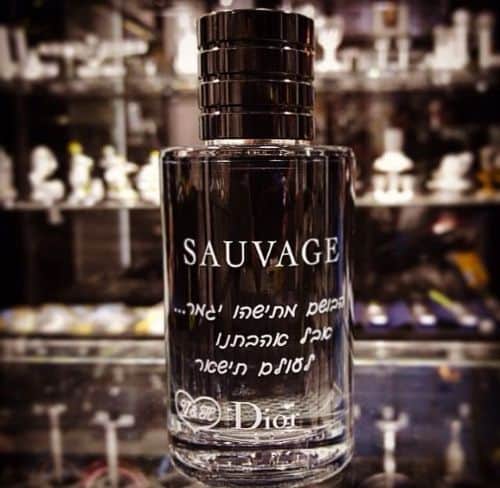 SAUVAGE
הבושם מתישהו יגמר...
אבל אהבתנו
לעולם תישאר
Dior